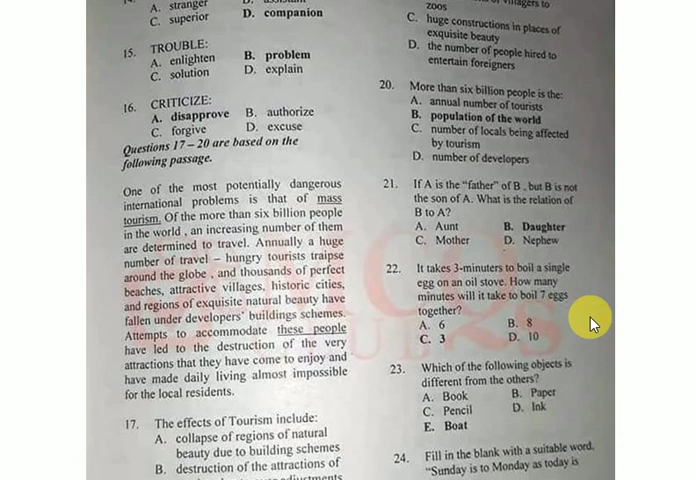 A. stranger
C. superior
D. companion
15. TROUBLE:
A. enlighten
B. problem
C. solution
D. explain
16. CRITICIZE:
A. disapprove B. authorize
C. forgive D. excuse
Questions 17 – 20 are based on the
following passage.
One of the most potentially dangerous
international problems is that of mass
tourism. Of the more than six billion people
in the world , an increasing number of them
are determined to travel. Annually a huge
number of travel – hungry tourists traipse
around the globe , and thousands of perfect
beaches, attractive villages, historic cities,
and regions of exquisite natural beauty have
fallen under developers' buildings schemes.
Attempts to accommodate these people
have led to the destruction of the very
attractions that they have come to enjoy and
have made daily living almost impossible
for the local residents.
17. The effects of Tourism include:
A. collapse of regions of natural
beauty due to building schemes
B. destruction of the attractions of
villagers to
zoos
C. huge constructions in places of
exquisite beauty
D. the number of people hired to
entertain foreigners
20. More than six billion people is the:
A. annual number of tourists
B. population of the world
C. number of locals being affected
by tourism
D. number of developers
21. If A is the "father" of B , but B is not
the son of A. What is the relation of
B to A?
A. Aunt B. Daughter
C. Mother D. Nephew
22. It takes 3-minuters to boil a single
egg on an oil stove. How many
minutes will it take to boil 7 eggs
together?
A. 6 B. 8
C. 3 D. 10
23. Which of the following objects is
different from the others?
A. Book B. Paper
C. Pencil D. Ink
E. Boat
24. Fill in the blank with a suitable word.
"Sunday is to Monday as today is